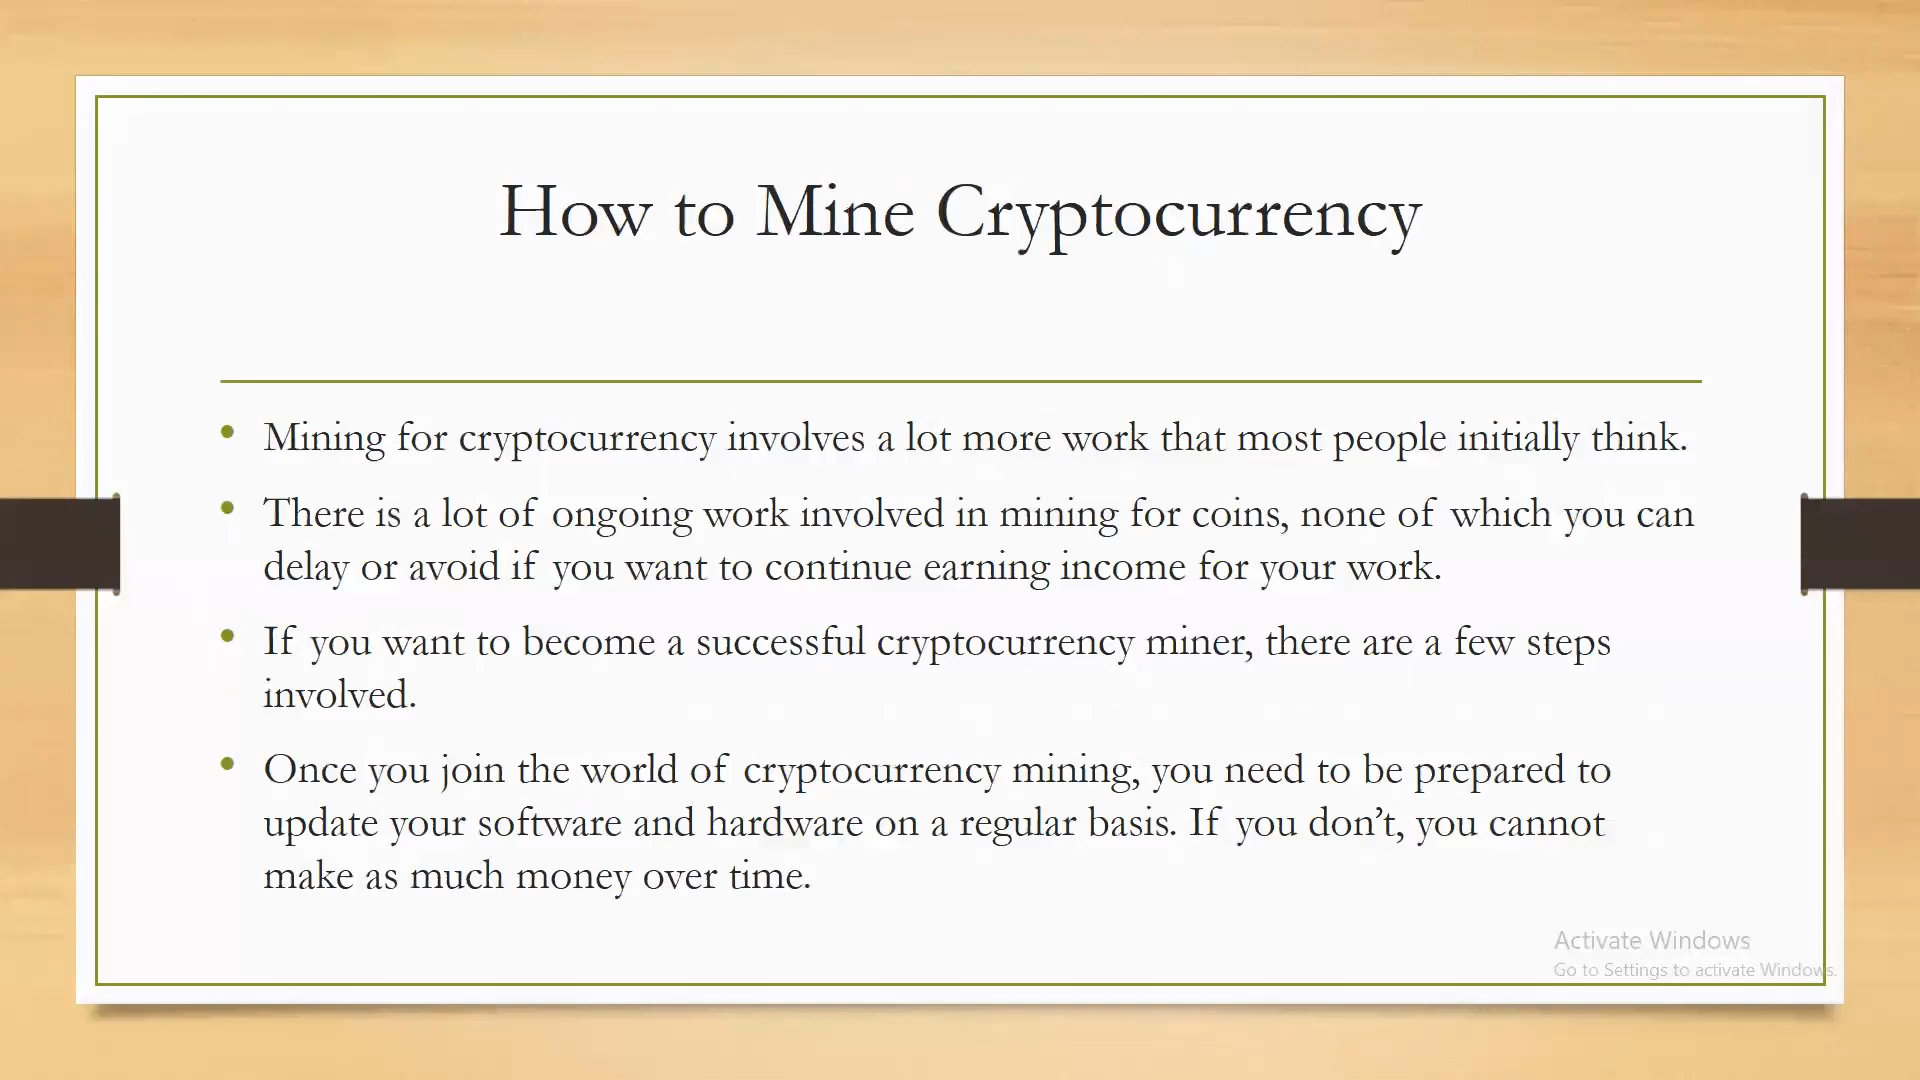 How to Mine Cryptocurrency
• Mining for cryptocurrency involves a lot more work that most people initially think.
• There is a lot of ongoing work involved in mining for coins, none of which you can
delay or avoid if you want to continue earning income for your work.
• If you want to become a successful cryptocurrency miner, there are a few steps
involved.
• Once you join the world of cryptocurrency mining, you need to be prepared to
update your software and hardware on a regular basis. If you don’t, you cannot
make as much money over time.
Activate Windows
Go to Settings to activate Windows.